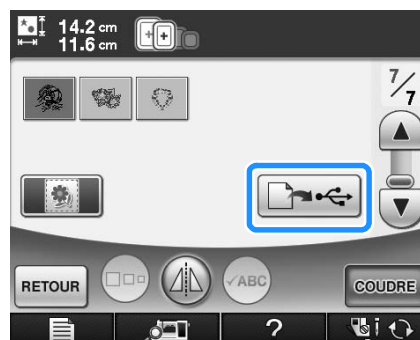 14.2 cm
11.6 cm
7/7
RETOUR
✓ABC
COUDRE
?
i